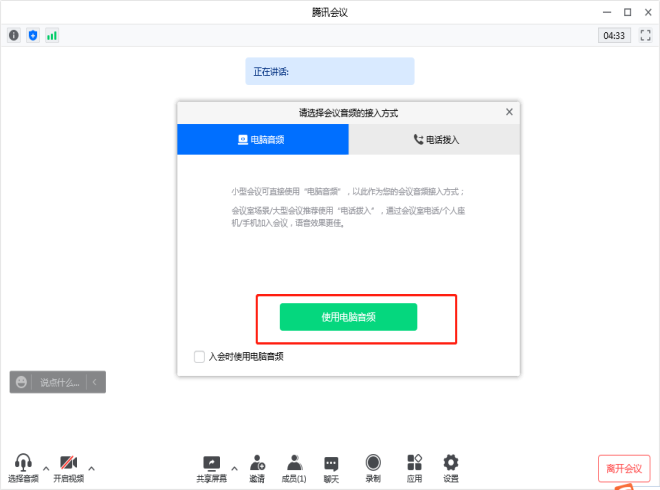 腾讯会议
04:33
正在讲话:
请选择会议音频的接入方式
电脑音频
电话拨入
小型会议可直接使用“电脑音频”，以此作为您的会议音频接入方式；
会议室场景/大型会议推荐使用“电话拨入”，通过会议室电话/个人座
机/手机加入会议，语音效果更佳。
使用电脑音频
入会时使用电脑音频
说点什么...
选择音频
开启视频
共享屏幕
邀请
成员(1)
聊天
录制
应用
设置
离开会议